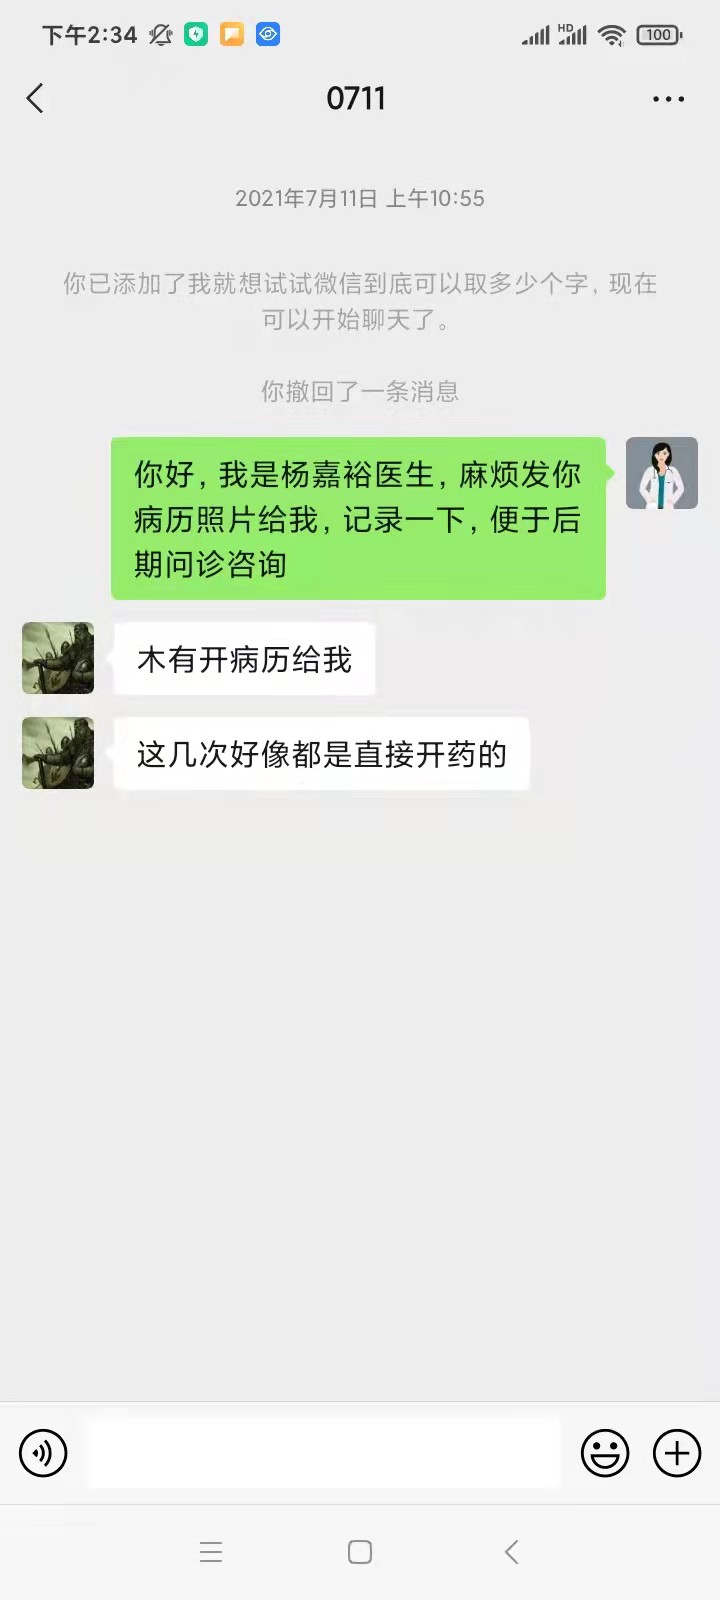 下午2:34
HD
100
0711
2021年7月11日 上午10:55
你已添加了我就想试试微信到底可以取多少个字，现在
可以开始聊天了。
你撤回了一条消息
你好，我是杨嘉裕医生，麻烦发你
病历照片给我，记录一下，便于后
期问诊咨询
木有开病历给我
这几次好像都是直接开药的